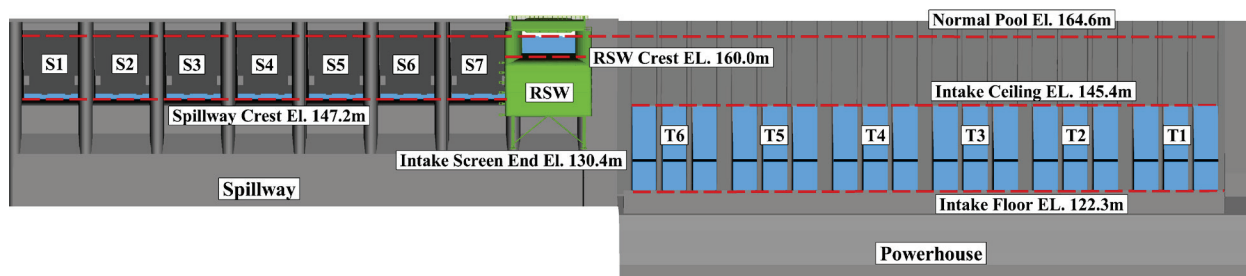 Normal Pool El. 164.6m
S1
S2
S3
S4
S5
S6
S7
RSW Crest EL. 160.0m
RSW
Spillway Crest El. 147.2m
Intake Ceiling EL. 145.4m
T6
T5
T4
T3
T2
T1
Intake Screen End El. 130.4m
Spillway
Intake Floor EL. 122.3m
Powerhouse